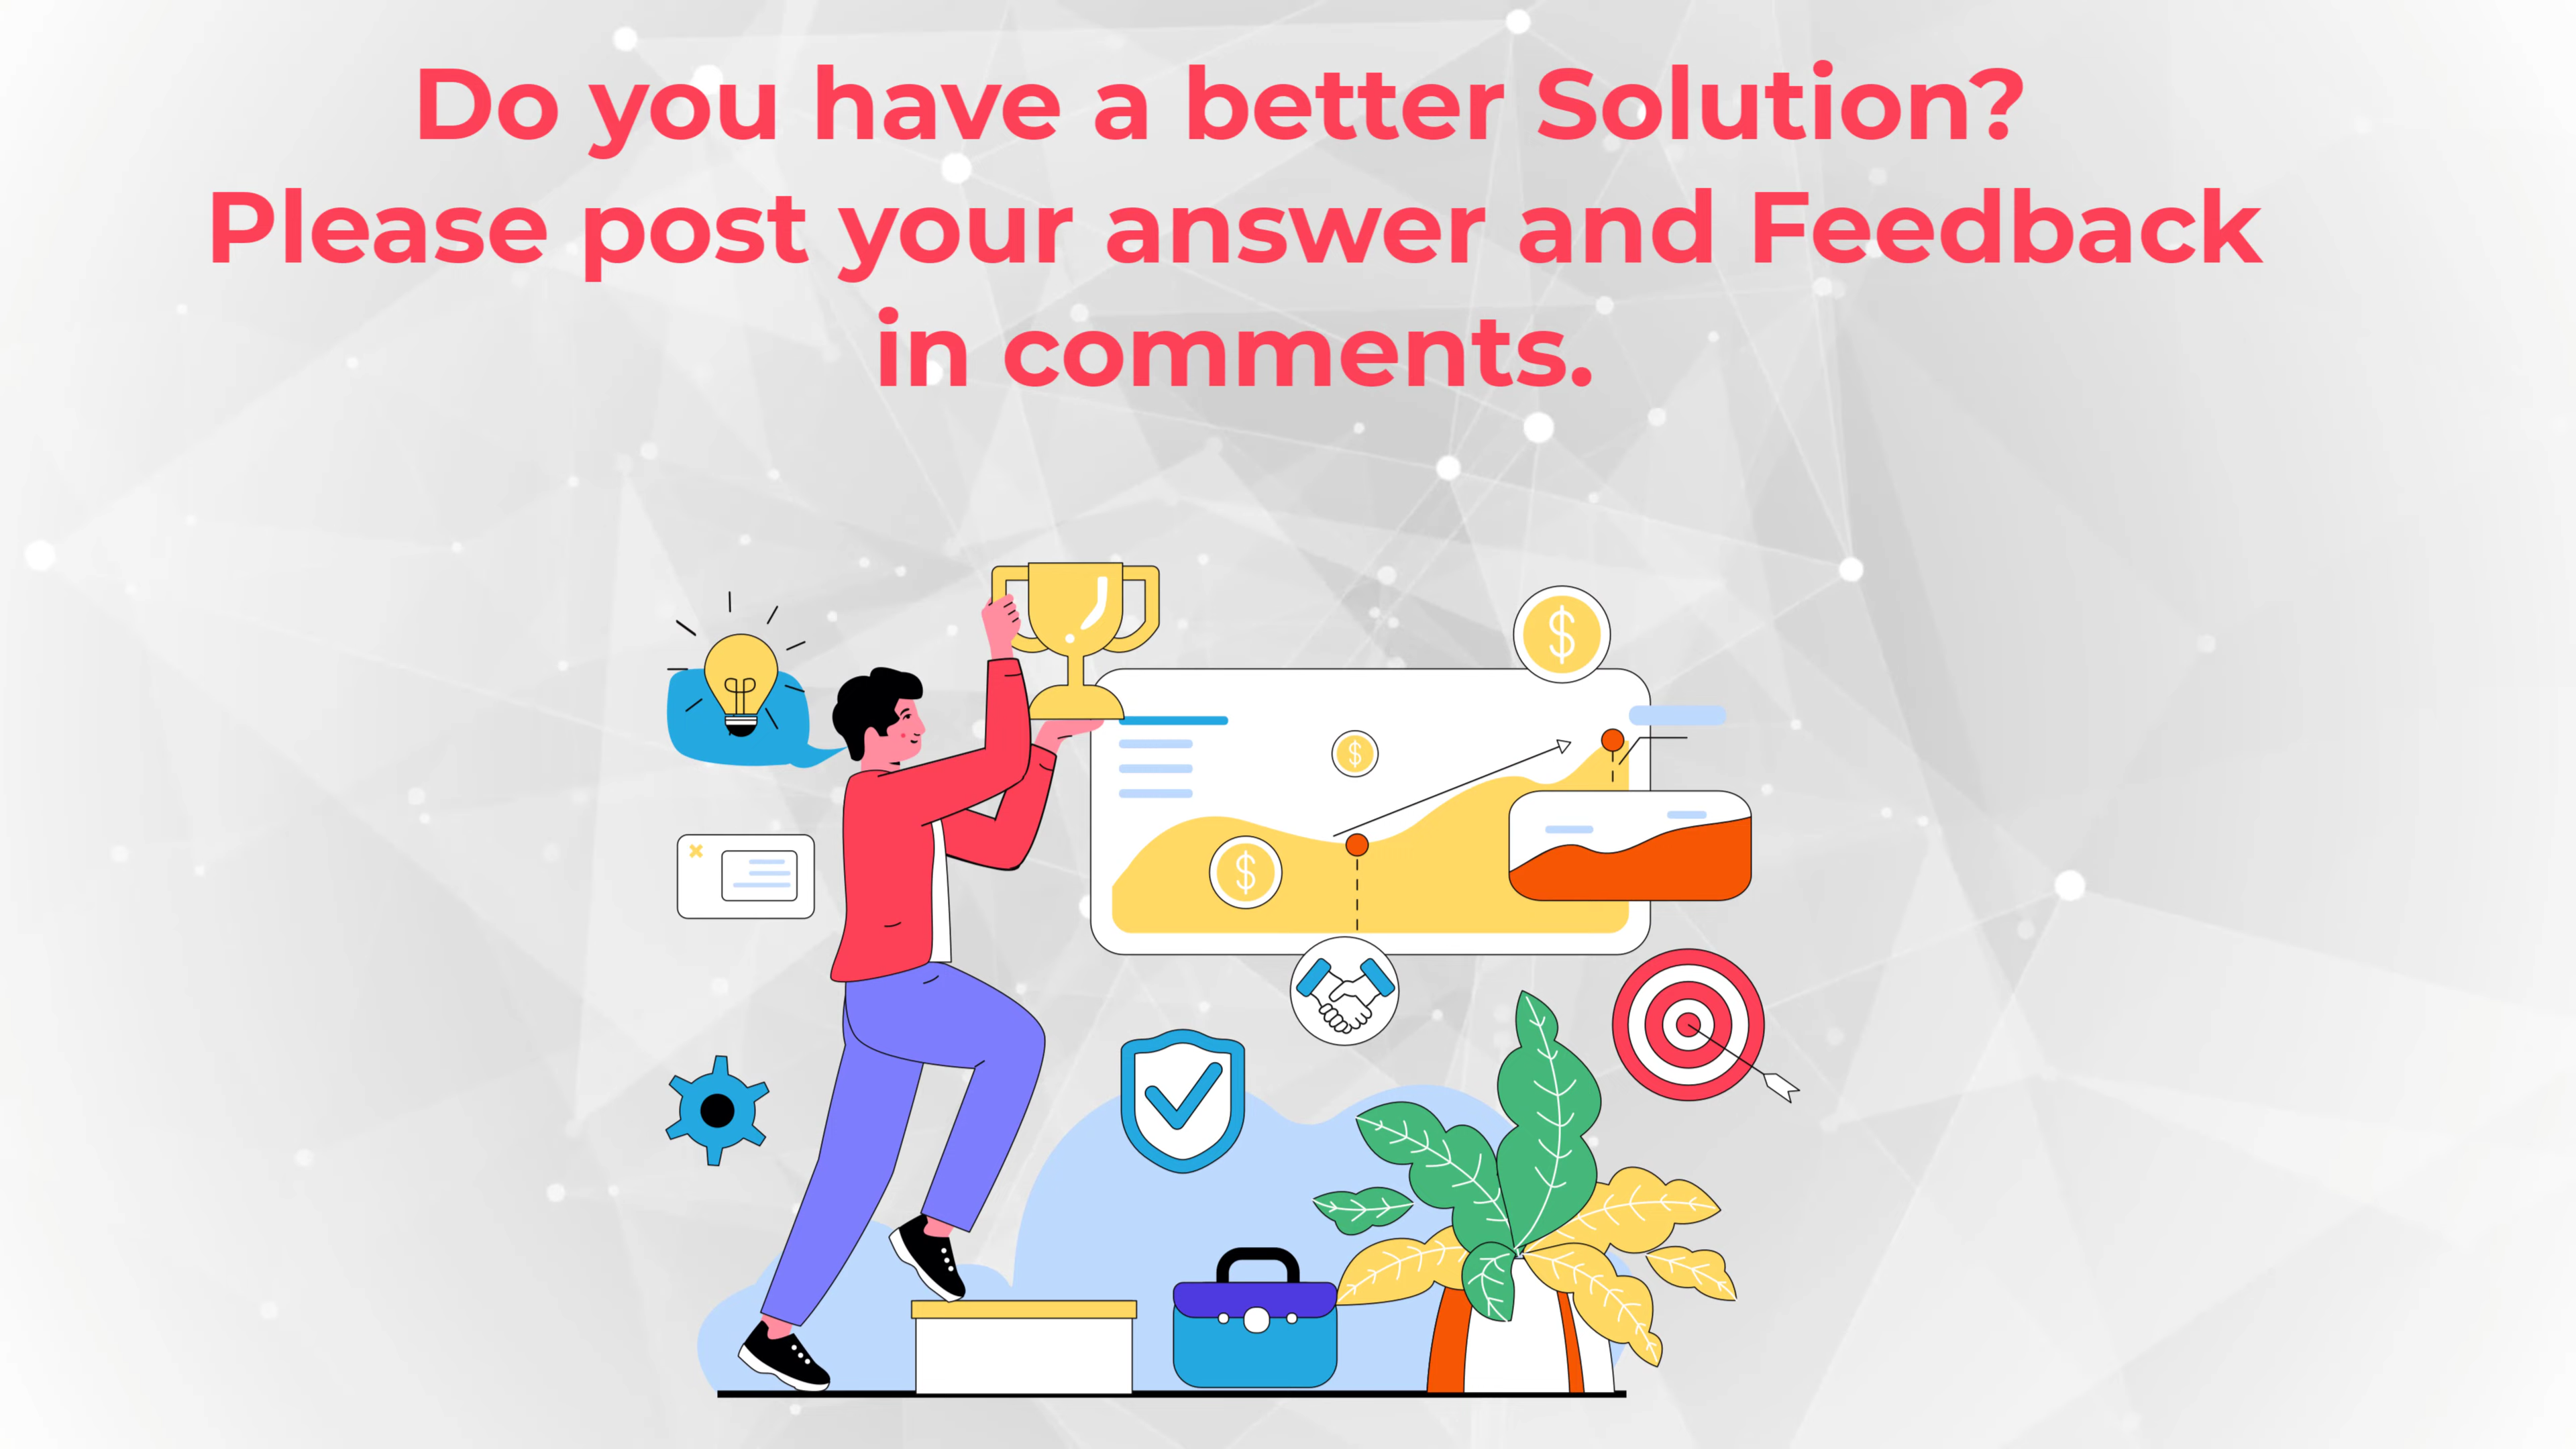 Do you have a better Solution?
Please post your answer and Feedback
in comments.
$
$
$